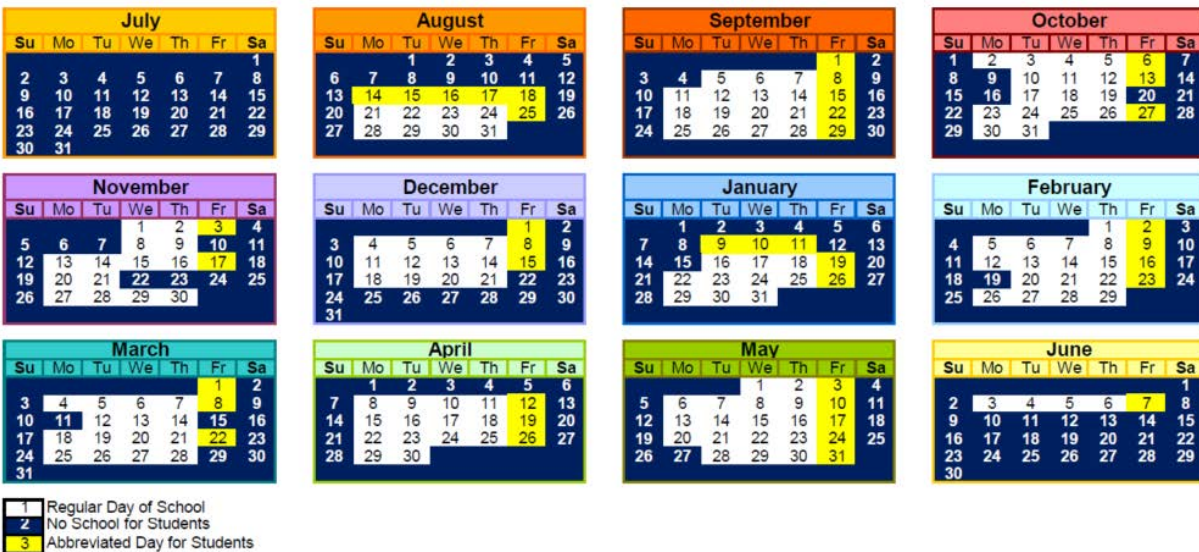 July
Su Mo Tu We Th Fr Sa
1
2 3 4 5 6 7 8
9 10 11 12 13 14 15
16 17 18 19 20 21 22
23 24 25 26 27 28 29
30 31
August
Su Mo Tu We Th Fr Sa
1 2 3 4 5
6 7 8 9 10 11 12
13 14 15 16 17 18 19
20 21 22 23 24 25 26
27 28 29 30 31
September
Su Mo Tu We Th Fr Sa
1 2
3 4 5 6 7 8 9
10 11 12 13 14 15 16
17 18 19 20 21 22 23
24 25 26 27 28 29 30
October
Su Mo Tu We Th Fr Sa
1 2 3 4 5 6 7
8 9 10 11 12 13 14
15 16 17 18 19 20 21
22 23 24 25 26 27 28
29 30 31
November
Su Mo Tu We Th Fr Sa
1 2 3 4
5 6 7 8 9 10 11
12 13 14 15 16 17 18
19 20 21 22 23 24 25
26 27 28 29 30
December
Su Mo Tu We Th Fr Sa
1 2
3 4 5 6 7 8 9
10 11 12 13 14 15 16
17 18 19 20 21 22 23
24 25 26 27 28 29 30
31
January
Su Mo Tu We Th Fr Sa
1 2 3 4 5 6
7 8 9 10 11 12 13
14 15 16 17 18 19 20
21 22 23 24 25 26 27
28 29 30 31
February
Su Mo Tu We Th Fr Sa
1 2 3
4 5 6 7 8 9 10
11 12 13 14 15 16 17
18 19 20 21 22 23 24
25 26 27 28 29
March
Su Mo Tu We Th Fr Sa
1 2
3 4 5 6 7 8 9
10 11 12 13 14 15 16
17 18 19 20 21 22 23
24 25 26 27 28 29 30
31
April
Su Mo Tu We Th Fr Sa
1 2 3 4 5 6
7 8 9 10 11 12 13
14 15 16 17 18 19 20
21 22 23 24 25 26 27
28 29 30
May
Su Mo Tu We Th Fr Sa
1 2 3 4
5 6 7 8 9 10 11
12 13 14 15 16 17 18
19 20 21 22 23 24 25
26 27 28 29 30 31
June
Su Mo Tu We Th Fr Sa
1
2 3 4 5 6 7 8
9 10 11 12 13 14 15
16 17 18 19 20 21 22
23 24 25 26 27 28 29
30
1 Regular Day of School
2 No School for Students
3 Abbreviated Day for Students